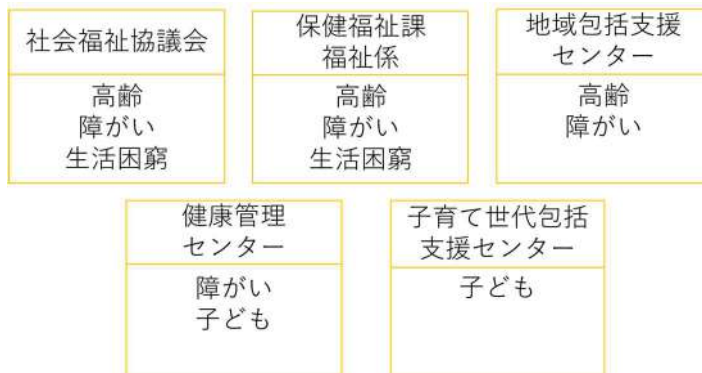 社会福祉協議会
高齢
障がい
生活困窮
保健福祉課
福祉係
高齢
障がい
生活困窮
地域包括支援
センター
高齢
障がい
健康管理
センター
障がい
子ども
子育て世代包括
支援センター
子ども